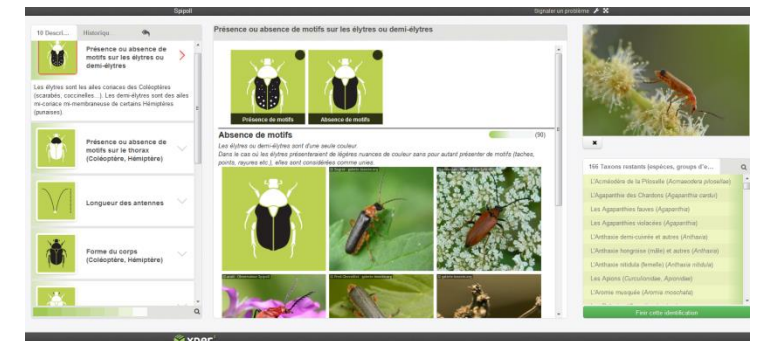 Spipoll
Signaler un problème
10 Descri...
Historiqu...
Présence ou absence de
motifs sur les élytres ou
demi-élytres
Les élytres sont les ailes coriaces des Coléoptères
(scarabés, coccinelles...). Les demi-élytres sont des ailes
mi-coriace mi-membraneuse de certains Hémiptères
(punaises).
Présence ou absence de
motifs sur le thorax
(Coléoptère, Hémiptère)
Longueur des antennes
Forme du corps
(Coléoptère, Hémiptère)
Présence ou absence de motifs sur les élytres ou demi-élytres
Présence de motifs
Absence de motifs
Absence de motifs
(90)
Les élytres ou demi-élytres sont d'une seule couleur.
Dans le cas où les élytres présenteraient de légères nuances de couleur sans pour autant présenter de motifs (taches,
points, rayures etc.), elles sont considérées comme unies.
166 Taxons restants (espèces, groupes d'e...
L'Acméodère de la Piloselle (Acmaeodera pilosellae)
L'Agapanthie des Chardons (Agapanthia cardui)
Les Agapanthies fauves (Agapanthia)
Les Agapanthies violacées (Agapanthia)
L'Anthaxie demi-cuivrée et autres (Anthaxia)
L'Anthaxie hongroise (mâle) et autres (Anthaxia)
L'Anthaxie nitidula (femelle) (Anthaxia nitidula)
Les Apions (Curculionidae, Apionidae)
L'Aromie musquée (Aromia moschata)
Finir cette identification
xper